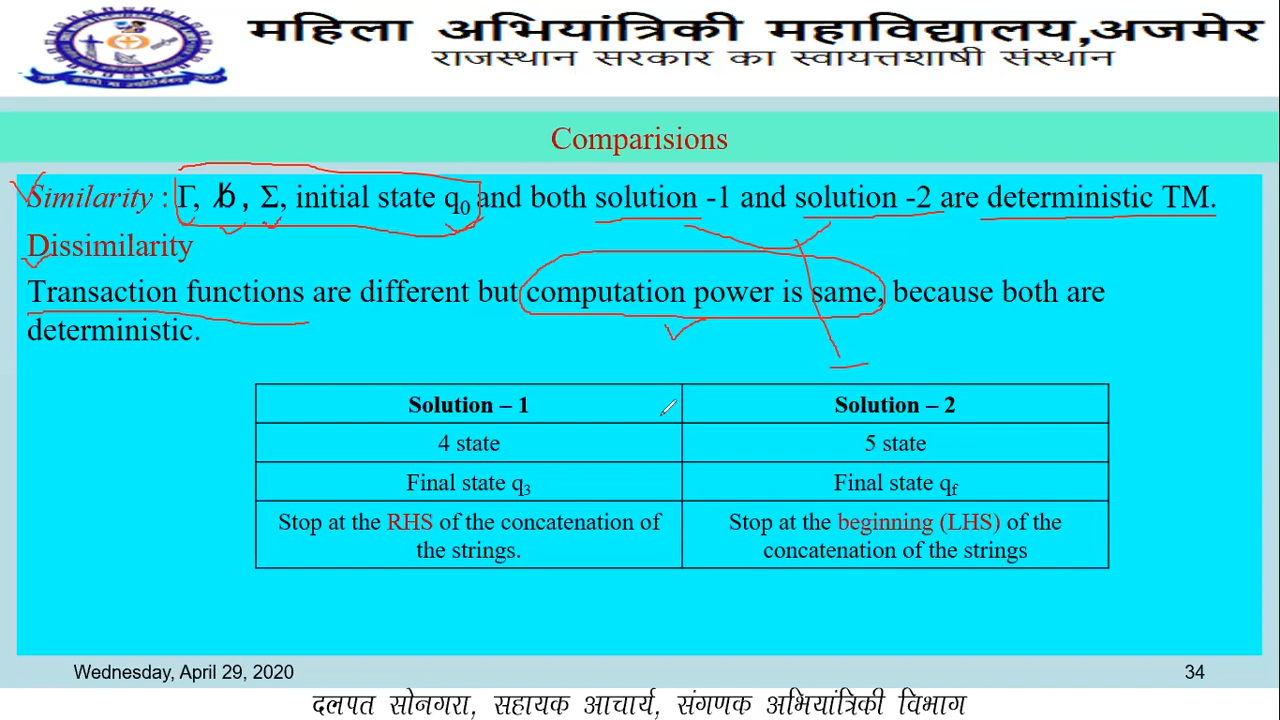 महिला अभियांत्रिकी महाविद्यालय,अजमेर
राजस्थान सरकार का स्वायत्तशाषी संस्थान
2007
Comparisions
Similarity : Γ, ƀ, Σ, initial state q₀ and both solution -1 and solution -2 are deterministic TM.
Dissimilarity
Transaction functions are different but computation power is same, because both are
deterministic.
Solution – 1 Solution – 2
4 state 5 state
Final state q₃ Final state qf
Stop at the RHS of the concatenation of
the strings.
Stop at the beginning (LHS) of the
concatenation of the strings
Wednesday, April 29, 2020 34
दलपत सोनगरा, सहायक आचार्य, संगणक अभियांत्रिकी विभाग